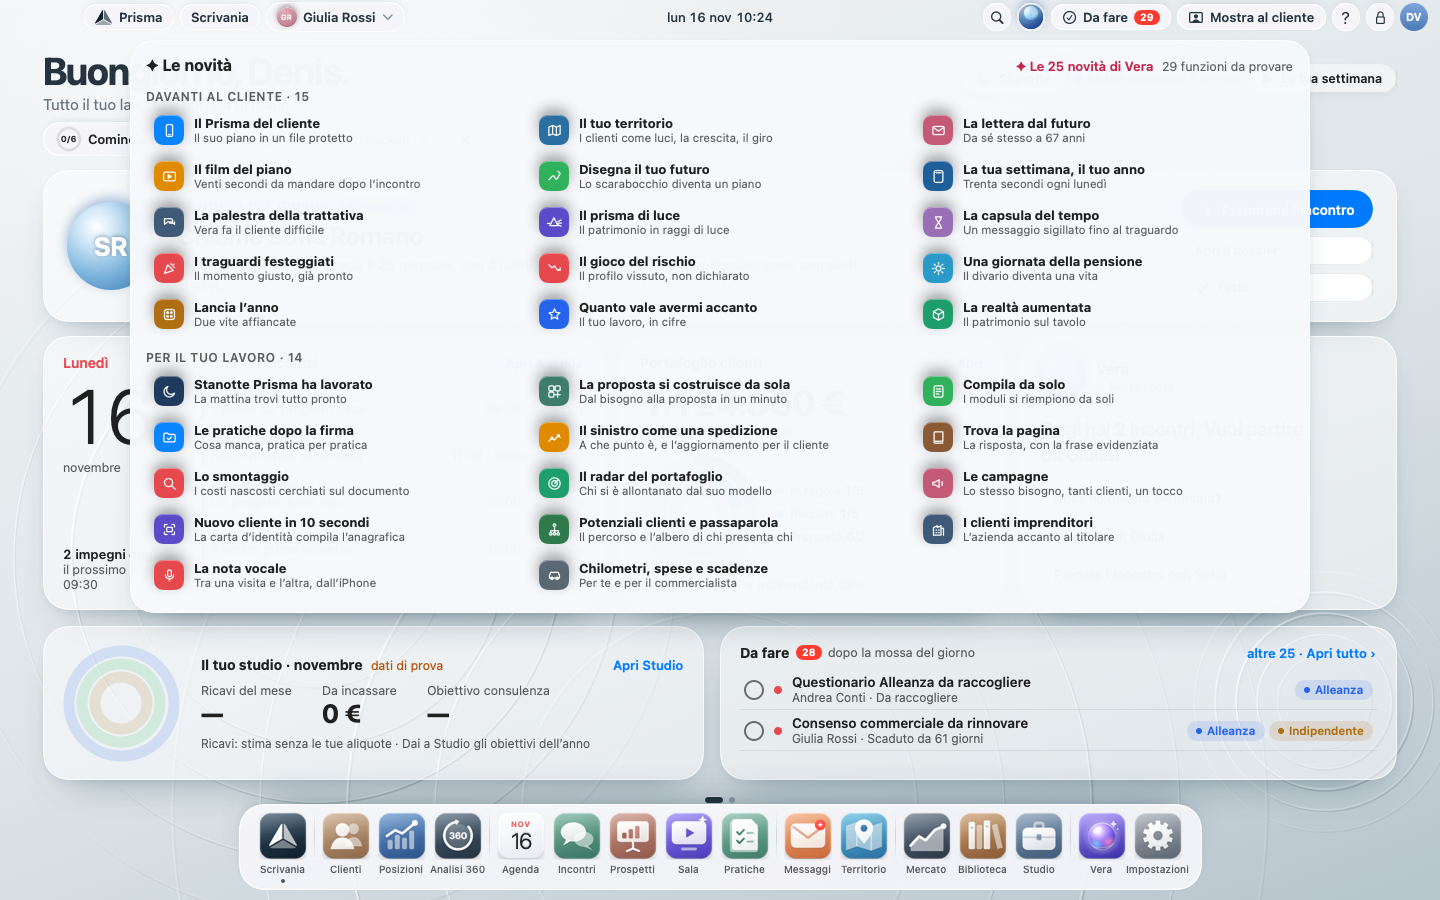 Prisma
Scrivania
GR Giulia Rossi
lun 16 nov 10:24
Da fare 29
Mostra al cliente
?
DV
Buongiorno, Denis.
Tutto il tuo la
settimana
0/6
✦ Le novità
✦ Le 25 novità di Vera 29 funzioni da provare
DAVANTI AL CLIENTE · 15
Il Prisma del cliente
Il suo piano in un file protetto
Il tuo territorio
I clienti come luci, la crescita, il giro
La lettera dal futuro
Da sé stesso a 67 anni
Il film del piano
Venti secondi da mandare dopo l’incontro
Disegna il tuo futuro
Lo scarabocchio diventa un piano
La tua settimana, il tuo anno
Trenta secondi ogni lunedì
La palestra della trattativa
Vera fa il cliente difficile
Il prisma di luce
Il patrimonio in raggi di luce
La capsula del tempo
Un messaggio sigillato fino al traguardo
I traguardi festeggiati
Il momento giusto, già pronto
Il gioco del rischio
Il profilo vissuto, non dichiarato
Una giornata della pensione
Il divario diventa una vita
Lancia l’anno
Due vite affiancate
Quanto vale avermi accanto
Il tuo lavoro, in cifre
La realtà aumentata
Il patrimonio sul tavolo
SR
PER IL TUO LAVORO · 14
Stanotte Prisma ha lavorato
La mattina trovi tutto pronto
La proposta si costruisce da sola
Dal bisogno alla proposta in un minuto
Compila da solo
I moduli si riempiono da soli
Le pratiche dopo la firma
Cosa manca, pratica per pratica
Il sinistro come una spedizione
A che punto è, e l’aggiornamento per il cliente
Trova la pagina
La risposta, con la frase evidenziata
Lo smontaggio
I costi nascosti cerchiati sul documento
Il radar del portafoglio
Chi si è allontanato dal suo modello
Le campagne
Lo stesso bisogno, tanti clienti, un tocco
Nuovo cliente in 10 secondi
La carta d’identità compila l’anagrafica
Potenziali clienti e passaparola
Il percorso e l’albero di chi presenta chi
I clienti imprenditori
L’azienda accanto al titolare
La nota vocale
Tra una visita e l’altra, dall’iPhone
Chilometri, spese e scadenze
Per te e per il commercialista
Lunedì
16
novembre
2 impegni
il prossimo
09:30
Il tuo studio · novembre dati di prova
Apri Studio
Ricavi del mese
—
Da incassare
0 €
Obiettivo consulenza
—
Ricavi: stima senza le tue aliquote · Dai a Studio gli obiettivi dell’anno
Da fare 28 dopo la mossa del giorno
altre 25 · Apri tutto ›
Questionario Alleanza da raccogliere
Andrea Conti · Da raccogliere
Alleanza
Consenso commerciale da rinnovare
Giulia Rossi · Scaduto da 61 giorni
Alleanza
Indipendente
360
NOV
16
Scrivania
Clienti
Posizioni
Analisi 360
Agenda
Incontri
Prospetti
Sala
Pratiche
Messaggi
Territorio
Mercato
Biblioteca
Studio
Vera
Impostazioni